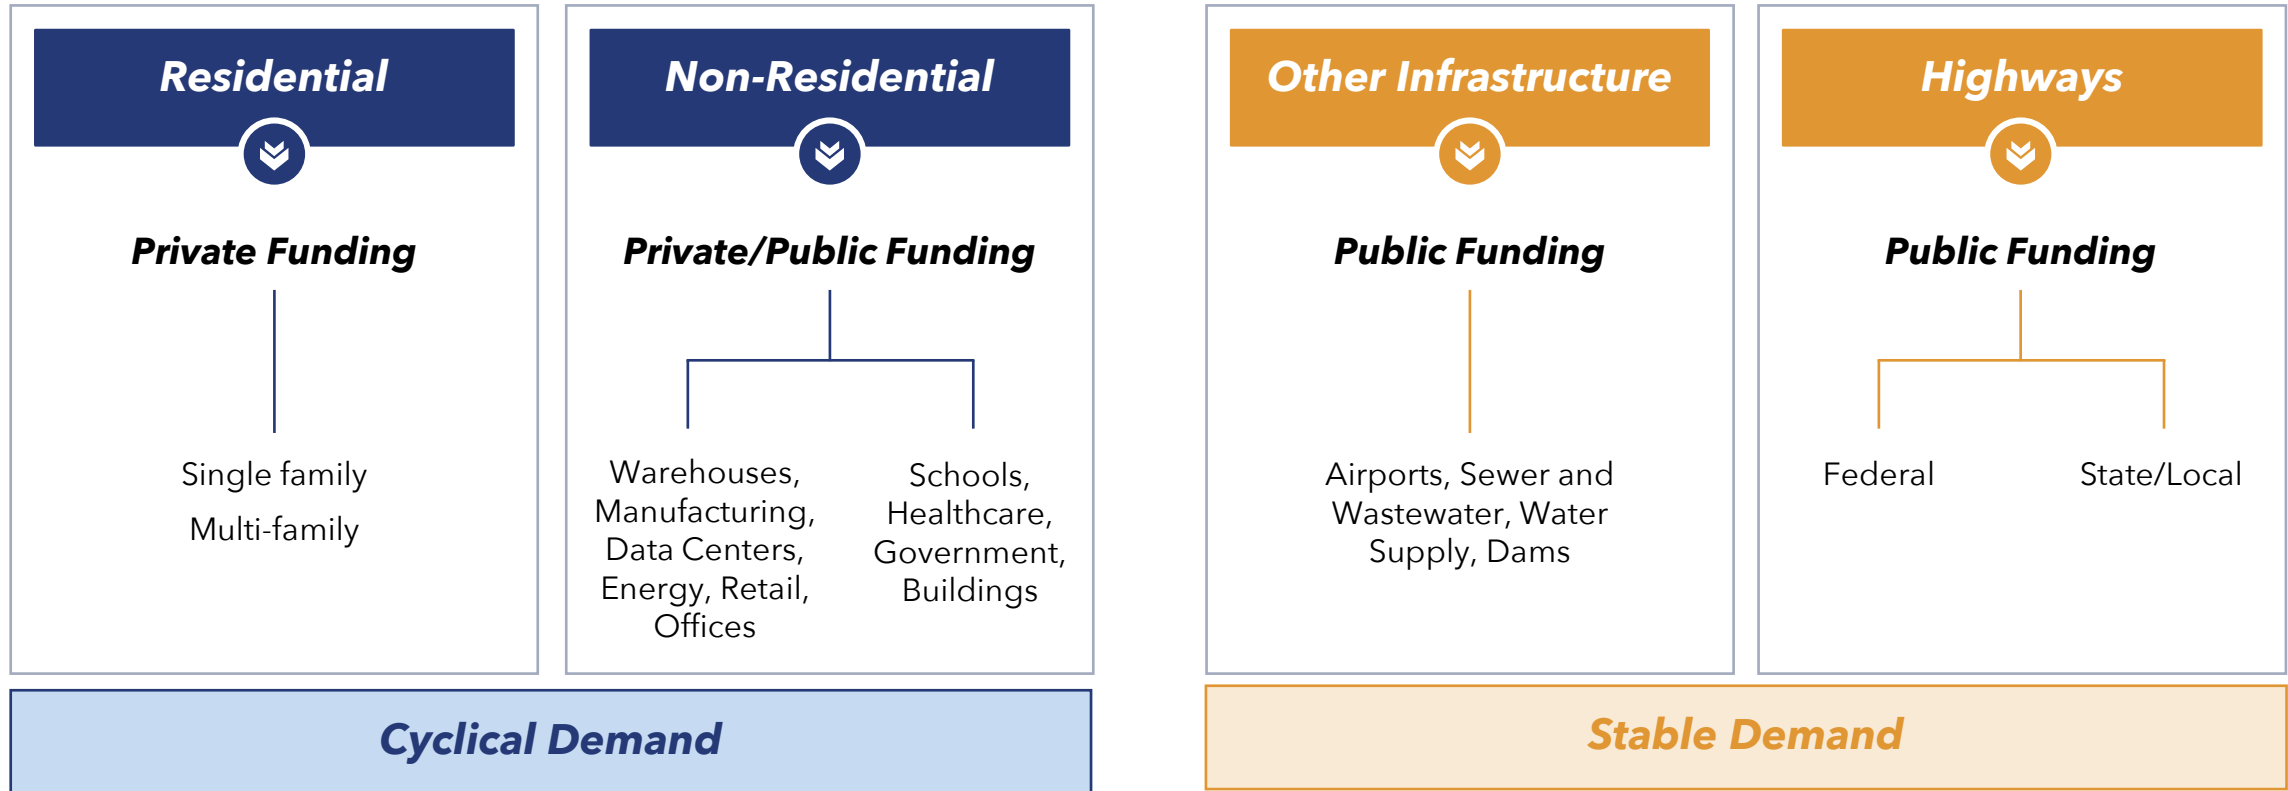 Residential
Private Funding
Single family
Multi-family
Non-Residential
Private/Public Funding
Warehouses,
Manufacturing,
Data Centers,
Energy, Retail,
Offices
Schools,
Healthcare,
Government,
Buildings
Cyclical Demand
Other Infrastructure
Public Funding
Airports, Sewer and
Wastewater, Water
Supply, Dams
Highways
Public Funding
Federal
State/Local
Stable Demand